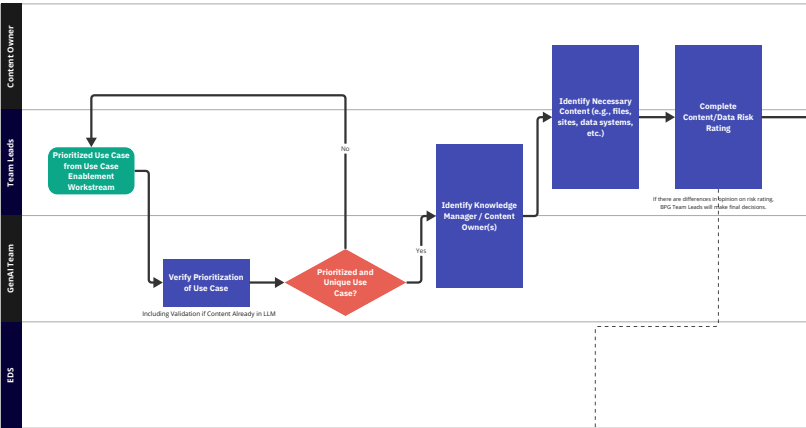 Content Owner
Team Leads
GenAI Team
EDS
Prioritized Use Case
from Use Case
Enablement
Workstream
Verify Prioritization
of Use Case
Including Validation if Content Already in LLM
Prioritized and
Unique Use
Case?
No
Yes
Identify Knowledge
Manager / Content
Owner(s)
Identify Necessary
Content (e.g., files,
sites, data systems,
etc.)
Complete
Content/Data Risk
Rating
If there are differences in opinion on risk rating,
BPG Team Leads will make final decisions.